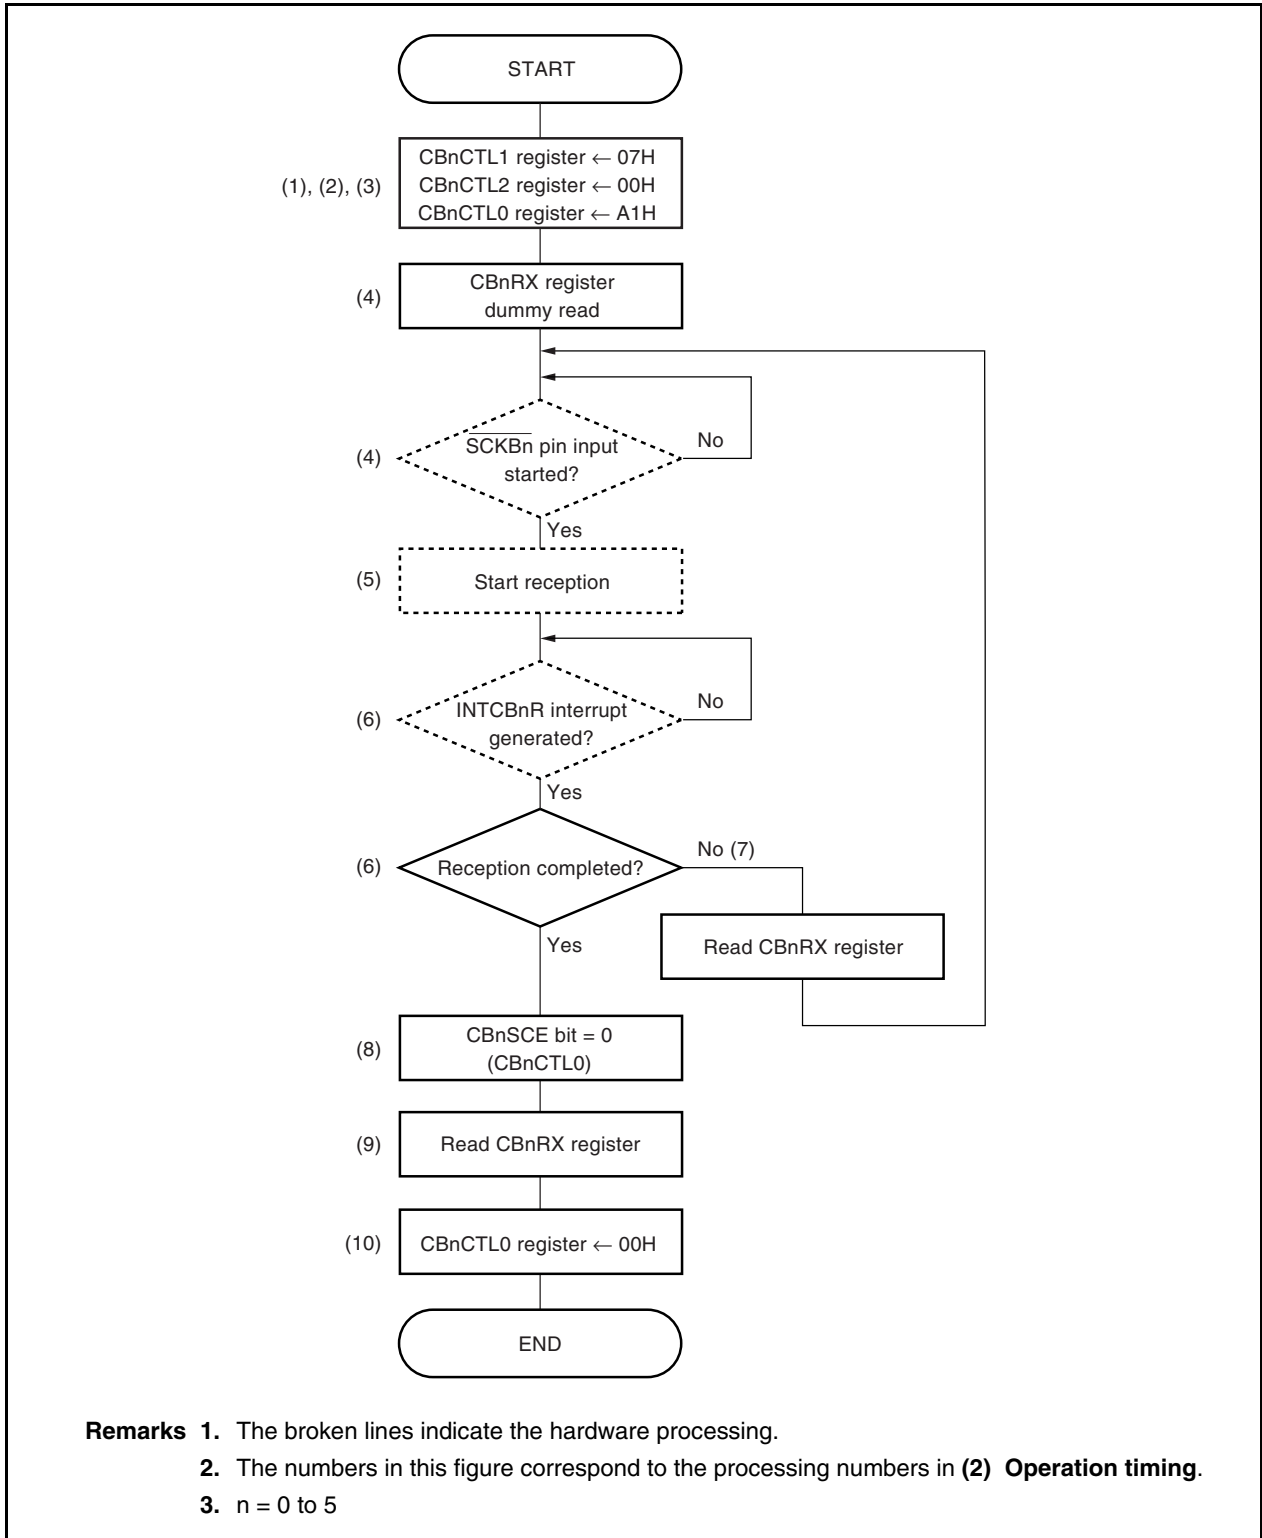 START
(1), (2), (3)
CBnCTL1 register ← 07H
CBnCTL2 register ← 00H
CBnCTL0 register ← A1H
(4)
CBnRX register
dummy read
(4)
SCKBn pin input
started?
No
Yes
(5)
Start reception
(6)
INTCBnR interrupt
generated?
No
Yes
(6)
Reception completed?
No (7)
Read CBnRX register
Yes
(8)
CBnSCE bit = 0
(CBnCTL0)
(9)
Read CBnRX register
(10)
CBnCTL0 register ← 00H
END
Remarks 1. The broken lines indicate the hardware processing.
2. The numbers in this figure correspond to the processing numbers in (2) Operation timing.
3. n = 0 to 5